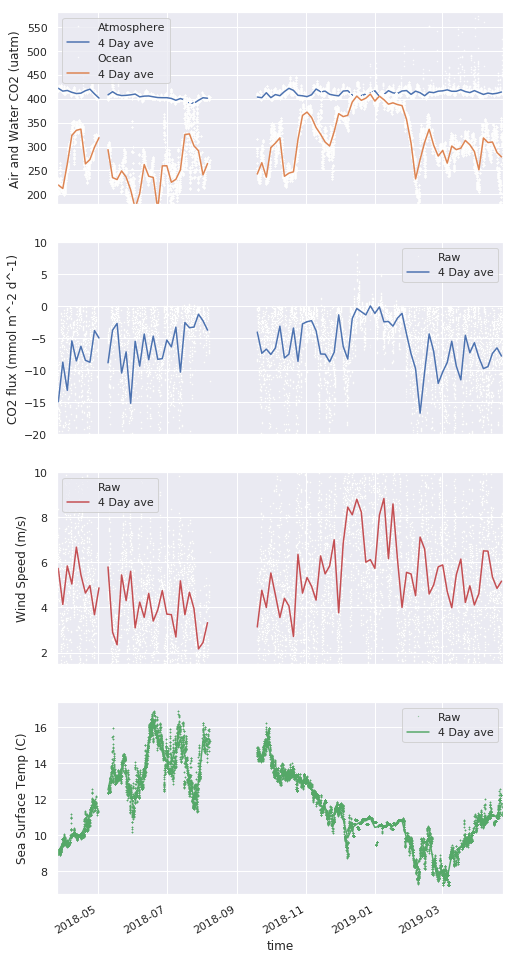 Air and Water CO2 (uatm)
550
500
450
400
350
300
250
200
Atmosphere
4 Day ave
Ocean
4 Day ave
CO2 flux (mmol m^-2 d^-1)
10
5
0
−5
−10
−15
−20
Raw
4 Day ave
Wind Speed (m/s)
10
8
6
4
2
Raw
4 Day ave
Sea Surface Temp (C)
16
14
12
10
8
Raw
4 Day ave
2018-05
2018-07
2018-09
2018-11
2019-01
2019-03
time